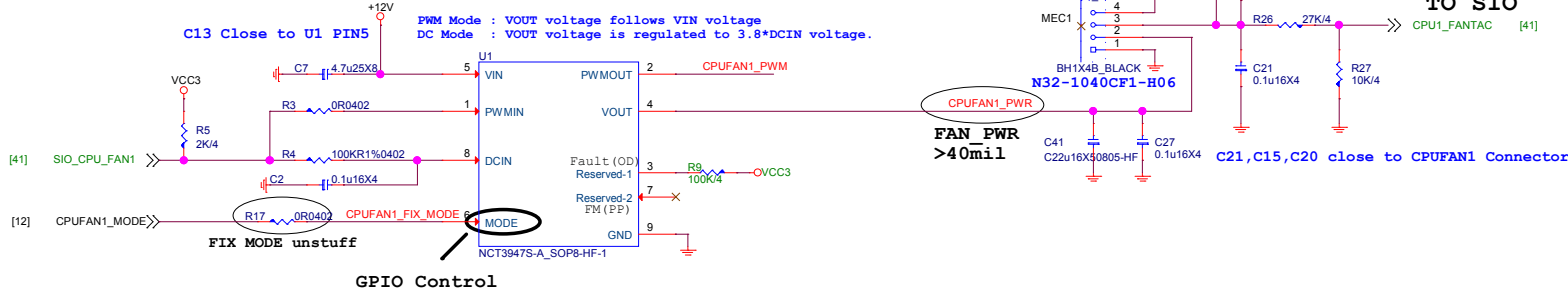 +12V
PWM Mode : VOUT voltage follows VIN voltage
DC Mode : VOUT voltage is regulated to 3.8*DCIN voltage.
C13 Close to U1 PIN5
U1
C7 4.7u25X8
5 VIN
PWMOUT 2 CPUFAN1_PWM
VCC3
R3 0R0402
1 PWMIN
VOUT 4
CPUFAN1_PWR
R5
2K/4
FAN_PWR
>40mil
[41] SIO_CPU_FAN1
R4 100KR1%0402
8 DCIN
Fault(OD)
Reserved-1 3
R9
100K/4
VCC3
C2 0.1u16X4
Reserved-2 7
FM(PP)
[12] CPUFAN1_MODE
R17 0R0402
CPUFAN1_FIX_MODE 6
MODE
GND 9
FIX MODE unstuff
NCT3947S-A_SOP8-HF-1
GPIO Control
4
MEC1 3
2
1
BH1X4B_BLACK
N32-1040CF1-H06
TO SIO
R26 27K/4
CPU1_FANTAC [41]
C21
0.1u16X4
R27
10K/4
C41
C22u16X50805-HF
C27
0.1u16X4
C21,C15,C20 close to CPUFAN1 Connector